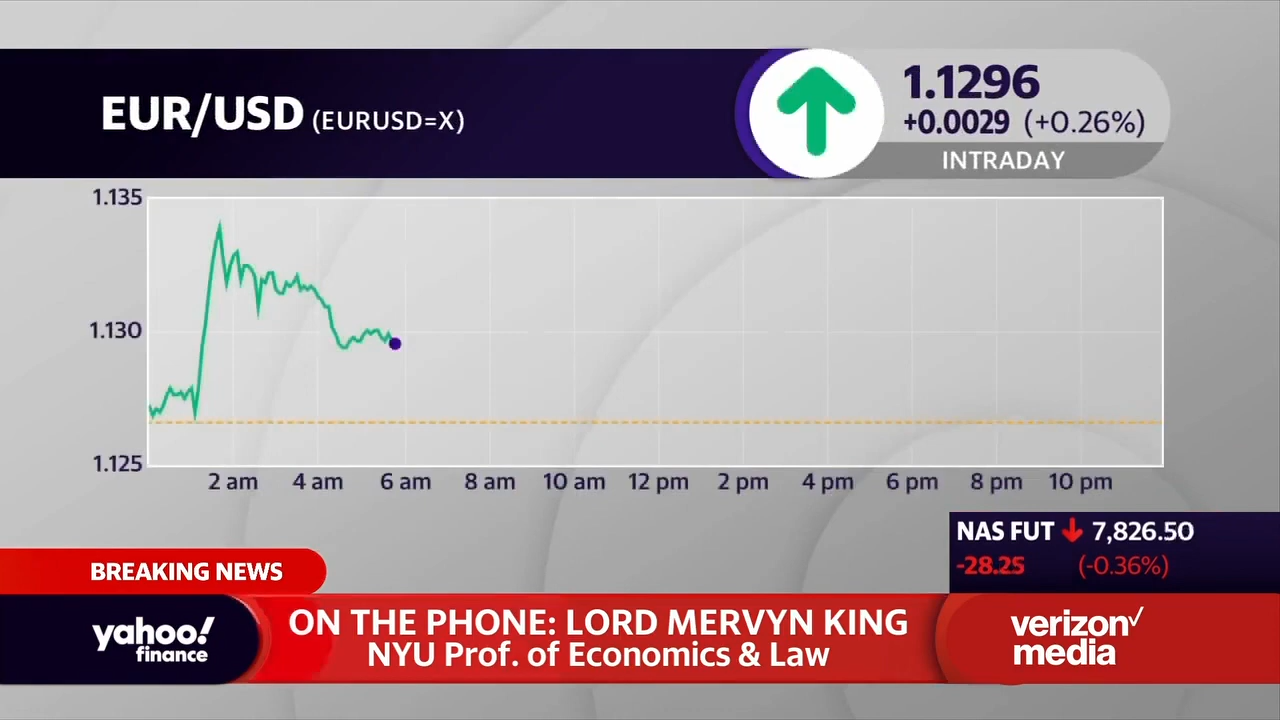 EUR/USD (EURUSD=X)
1.1296
+0.0029 (+0.26%)
INTRADAY
1.135
1.130
1.125
2 am 4 am 6 am 8 am 10 am 12 pm 2 pm 4 pm 6 pm 8 pm 10 pm
NAS FUT 7,826.50
-28.25 (-0.36%)
BREAKING NEWS
yahoo!
finance
ON THE PHONE: LORD MERVYN KING
NYU Prof. of Economics & Law
verizon✓
media